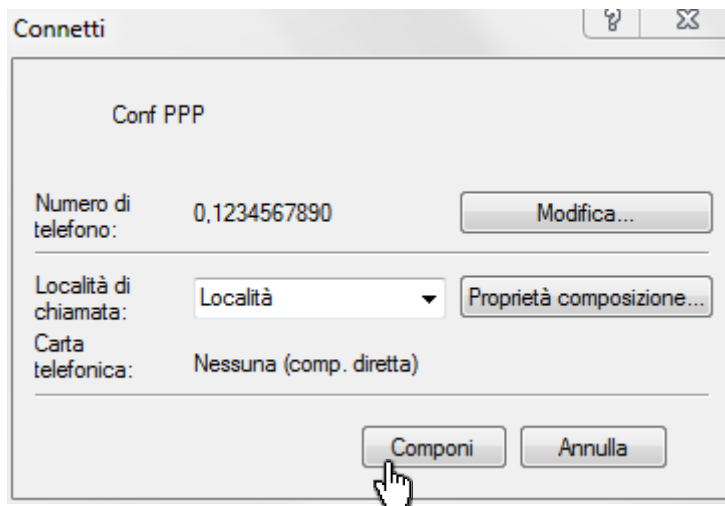 Connetti
Conf PPP
Numero di
telefono:
0,1234567890
Modifica...
Località di
chiamata:
Località
Proprietà composizione...
Carta
telefonica:
Nessuna (comp. diretta)
Componi
Annulla